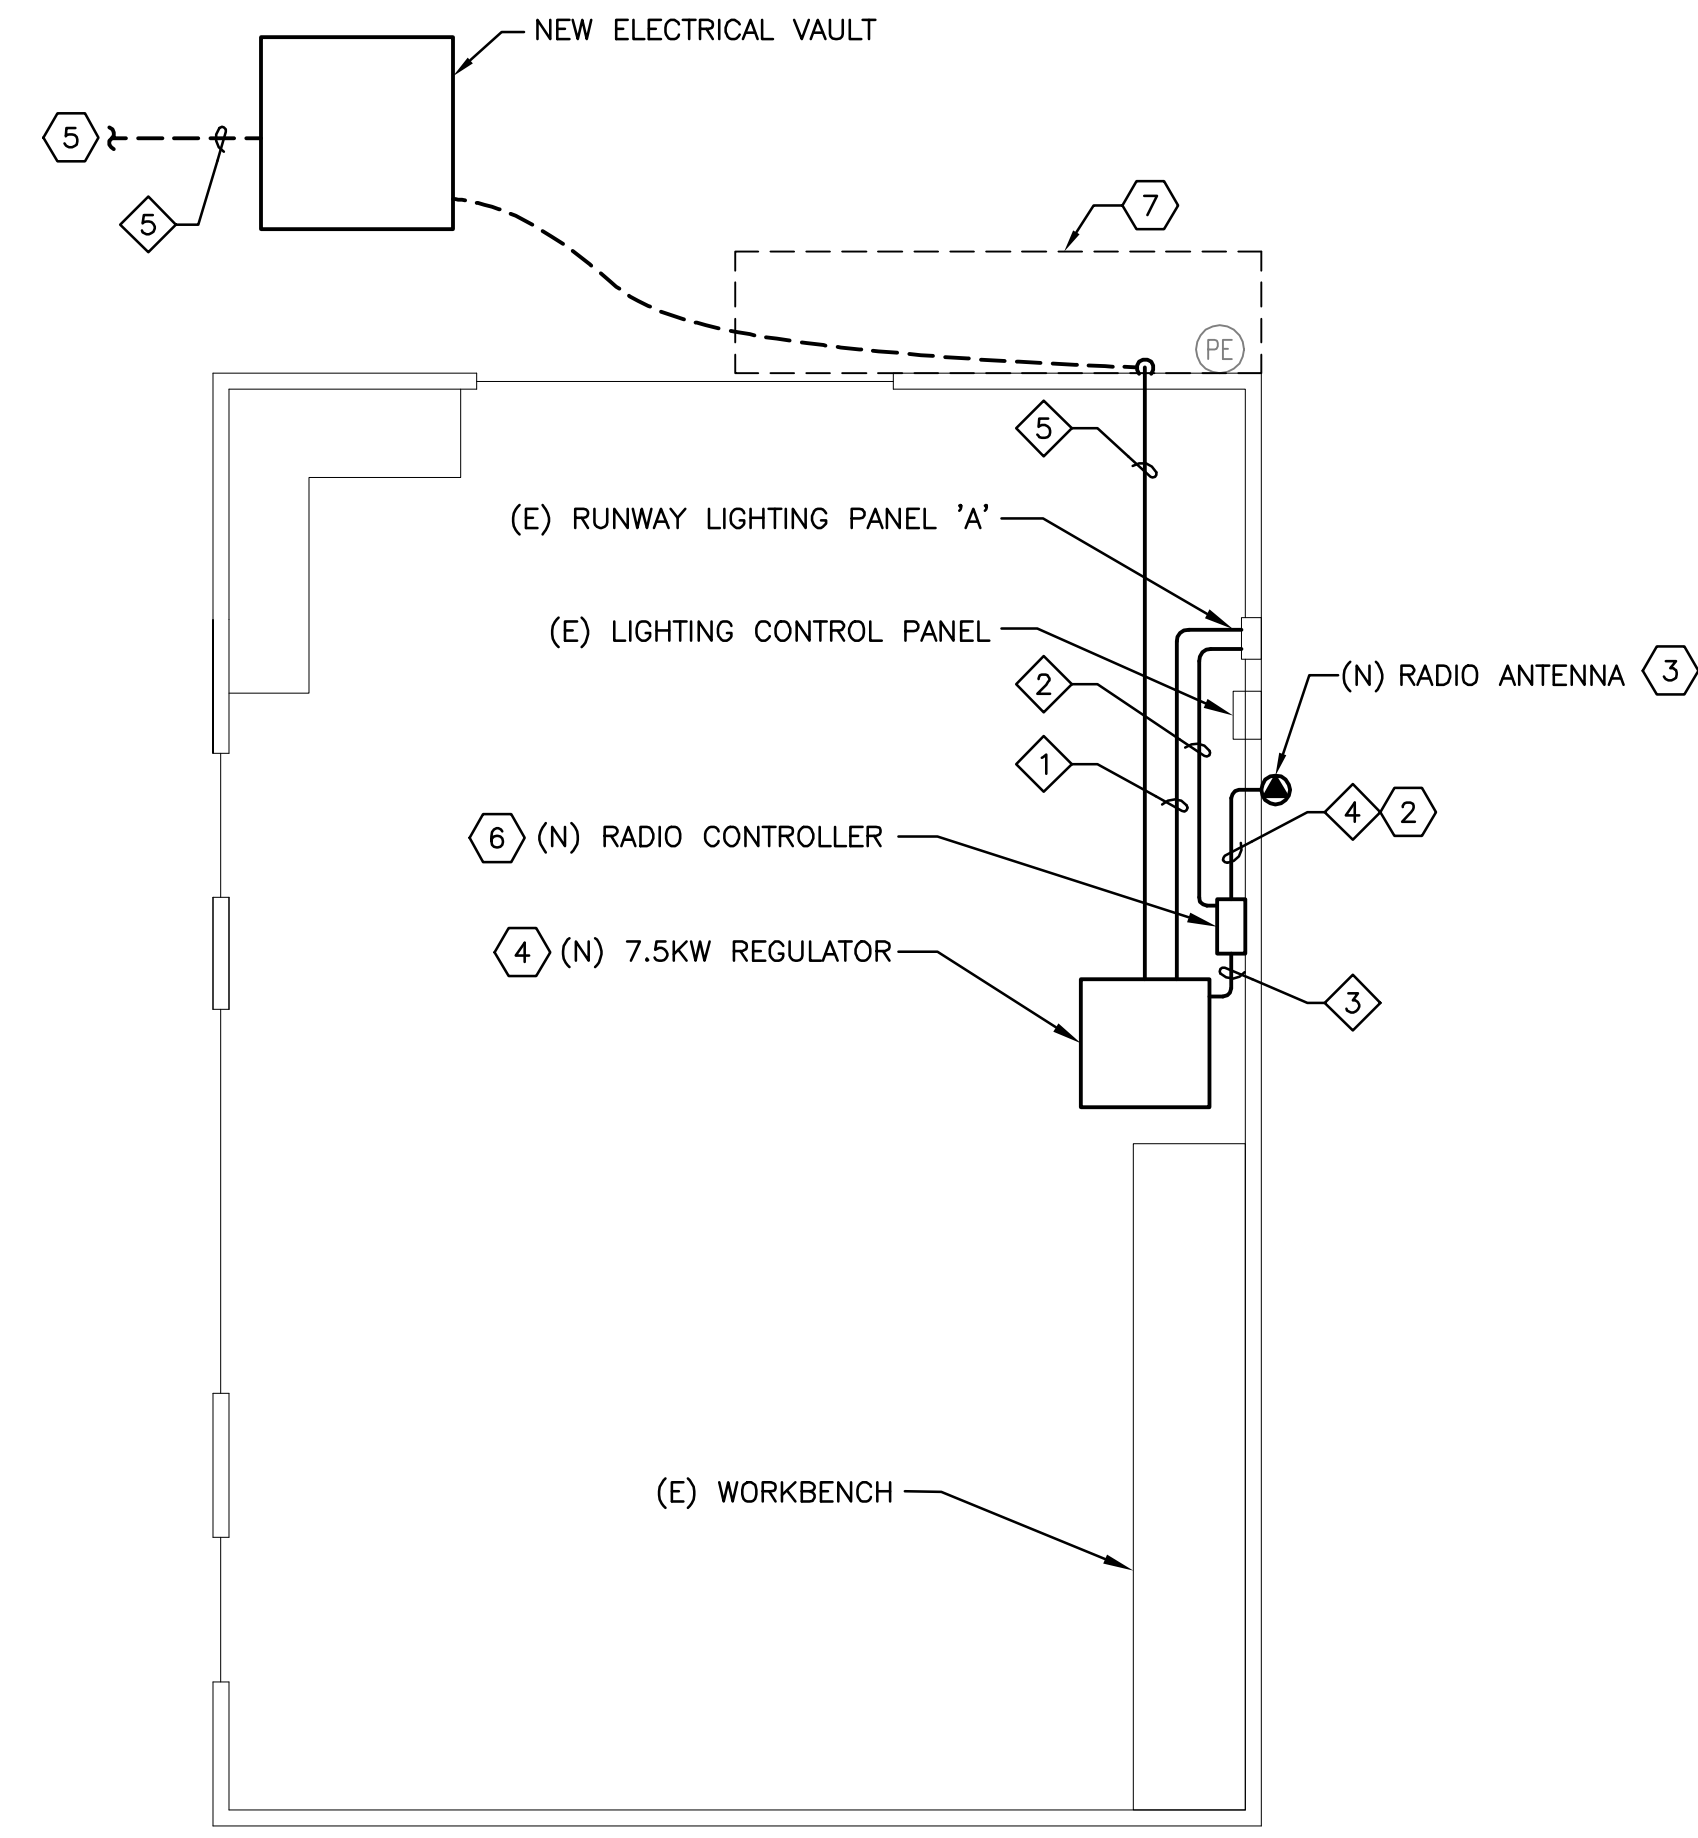 NEW ELECTRICAL VAULT
5
5
7
PE
5
(E) RUNWAY LIGHTING PANEL 'A'
(E) LIGHTING CONTROL PANEL
2
(N) RADIO ANTENNA 3
1
4 2
6 (N) RADIO CONTROLLER
4 (N) 7.5KW REGULATOR
3
(E) WORKBENCH